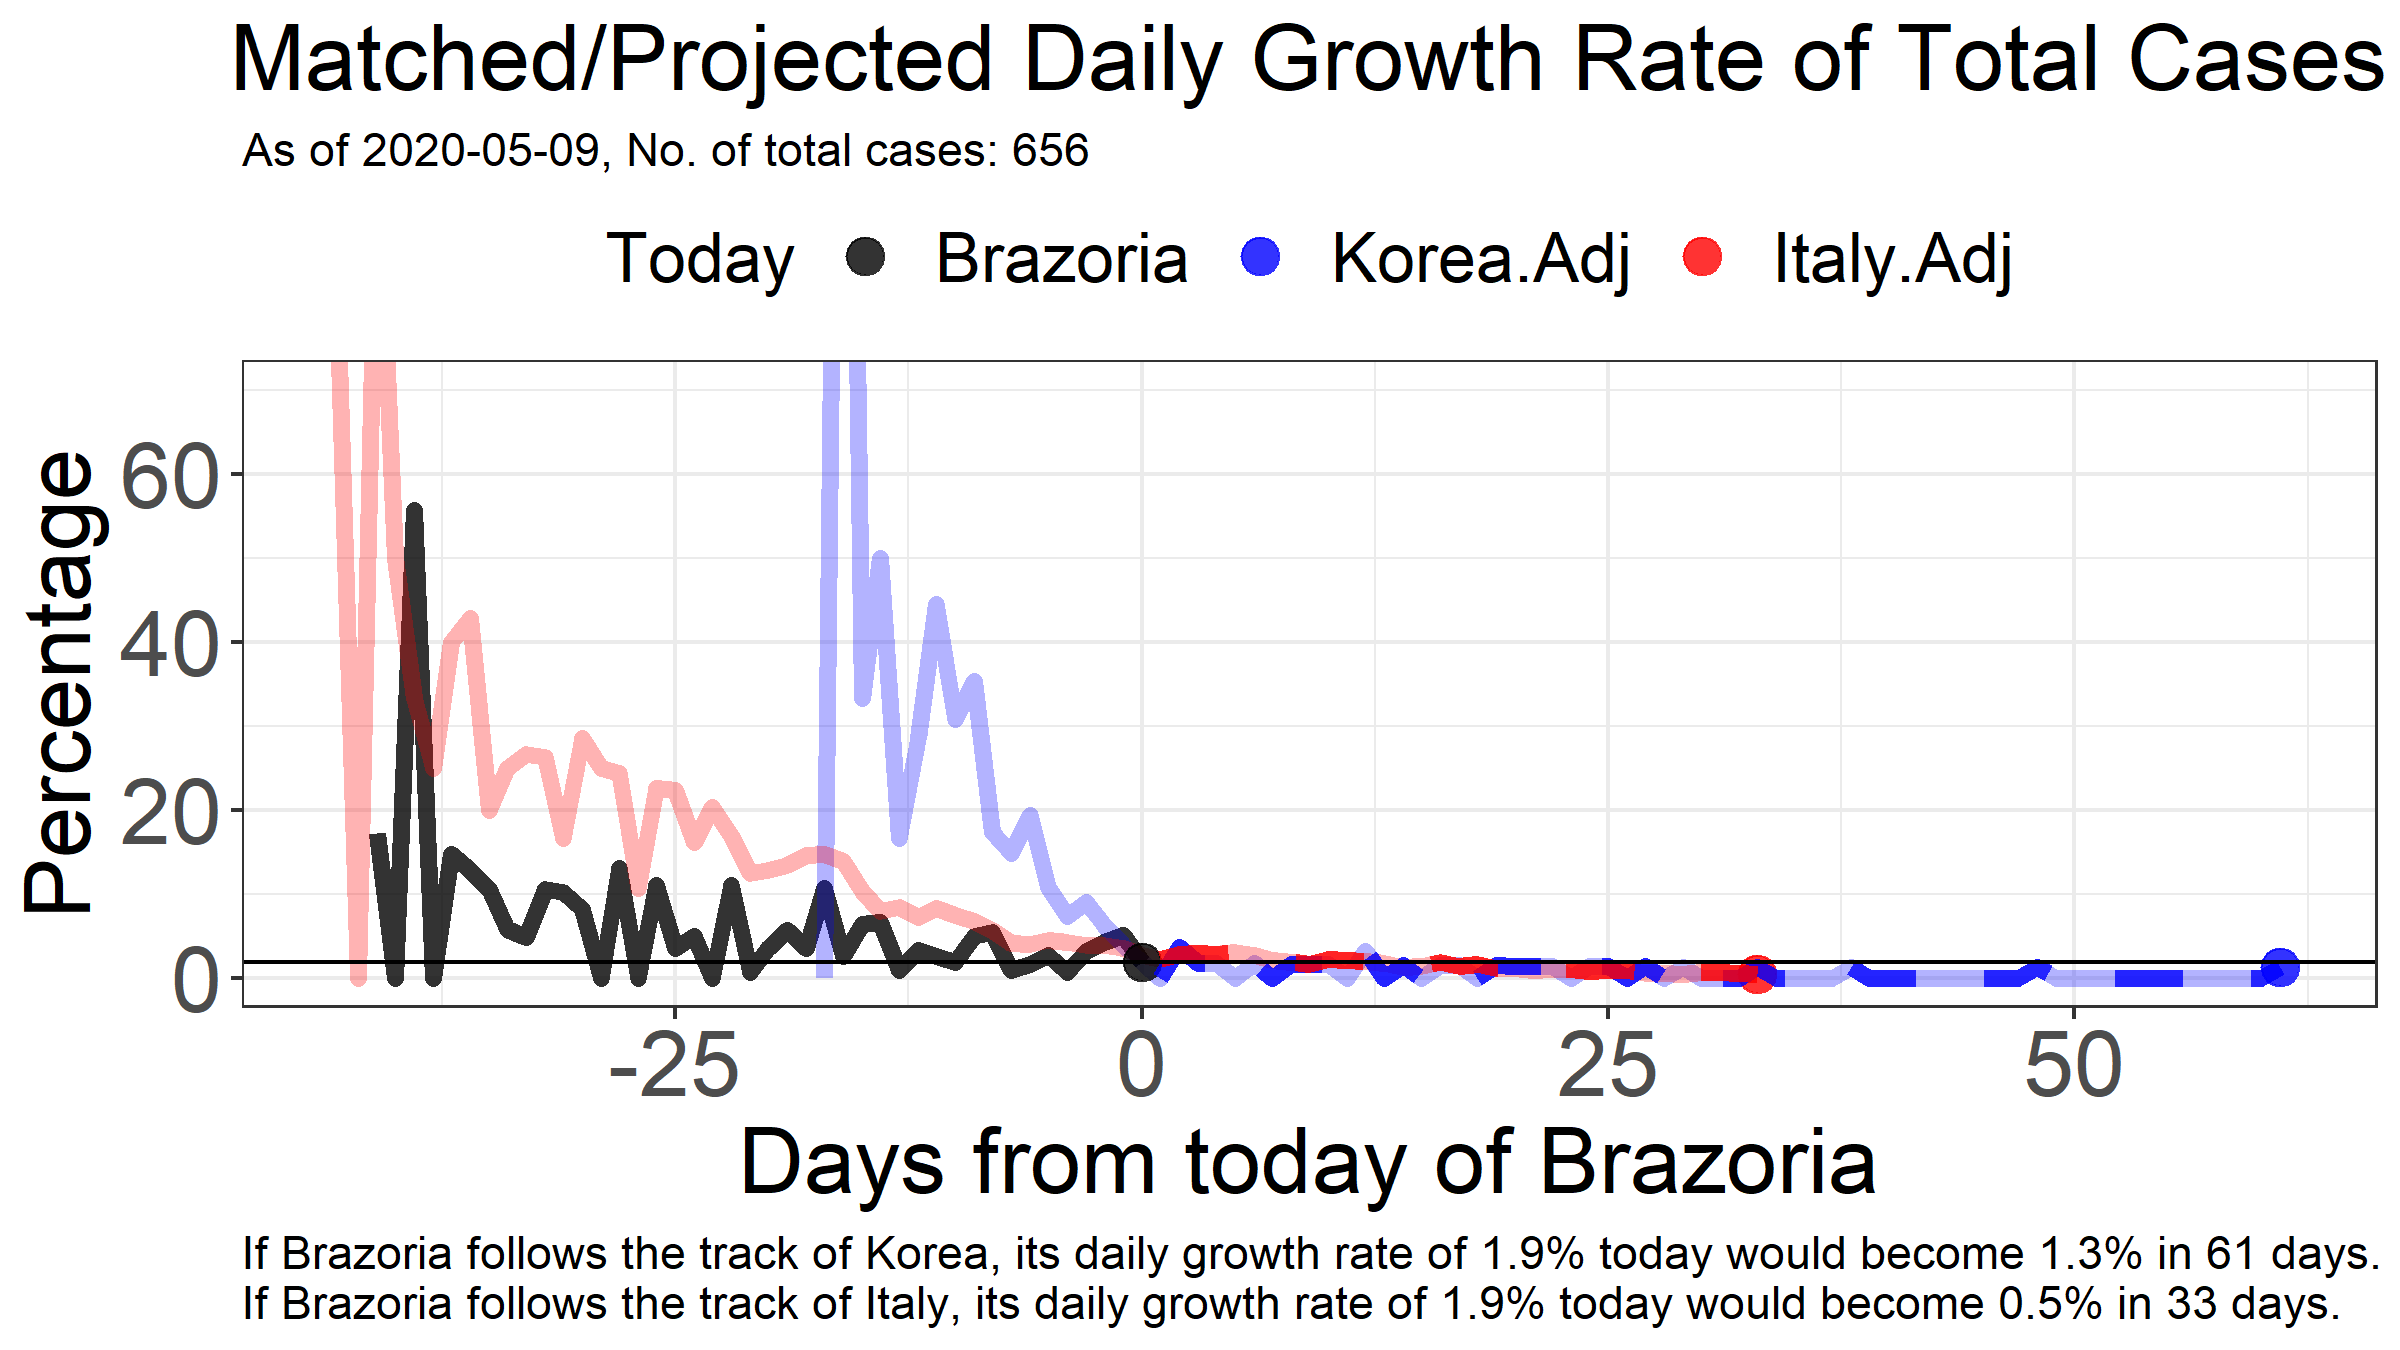 Matched/Projected Daily Growth Rate of Total Cases
As of 2020-05-09, No. of total cases: 656
Today Brazoria Korea.Adj Italy.Adj
Percentage
60
40
20
0
-25 0 25 50
Days from today of Brazoria
If Brazoria follows the track of Korea, its daily growth rate of 1.9% today would become 1.3% in 61 days.
If Brazoria follows the track of Italy, its daily growth rate of 1.9% today would become 0.5% in 33 days.